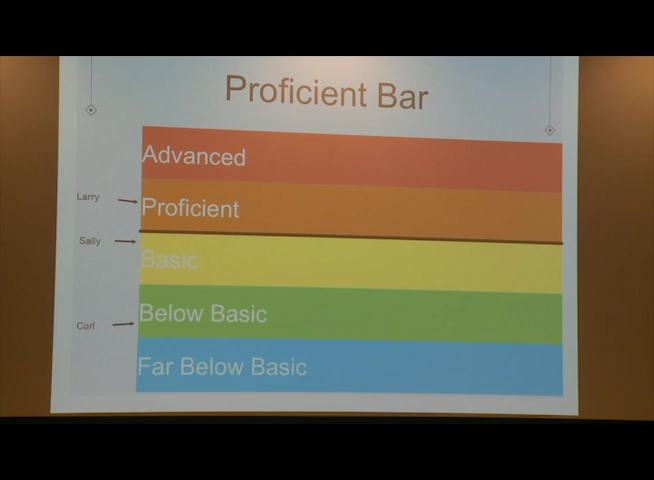 Proficient Bar
Advanced
Larry
Proficient
Sally
Basic
Below Basic
Carl
Far Below Basic